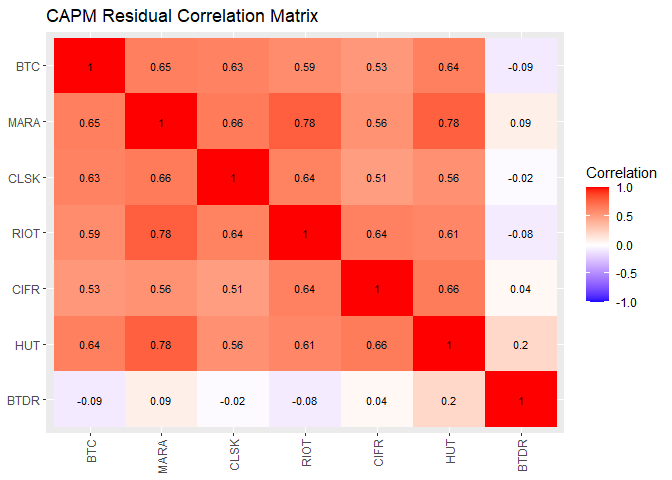 CAPM Residual Correlation Matrix
BTC 1 0.65 0.63 0.59 0.53 0.64 -0.09
MARA 0.65 1 0.66 0.78 0.56 0.78 0.09
CLSK 0.63 0.66 1 0.64 0.51 0.56 -0.02
RIOT 0.59 0.78 0.64 1 0.64 0.61 -0.08
CIFR 0.53 0.56 0.51 0.64 1 0.66 0.04
HUT 0.64 0.78 0.56 0.61 0.66 1 0.2
BTDR -0.09 0.09 -0.02 -0.08 0.04 0.2 1
BTC MARA CLSK RIOT CIFR HUT BTDR
Correlation
1.0
0.5
0.0
-0.5
-1.0